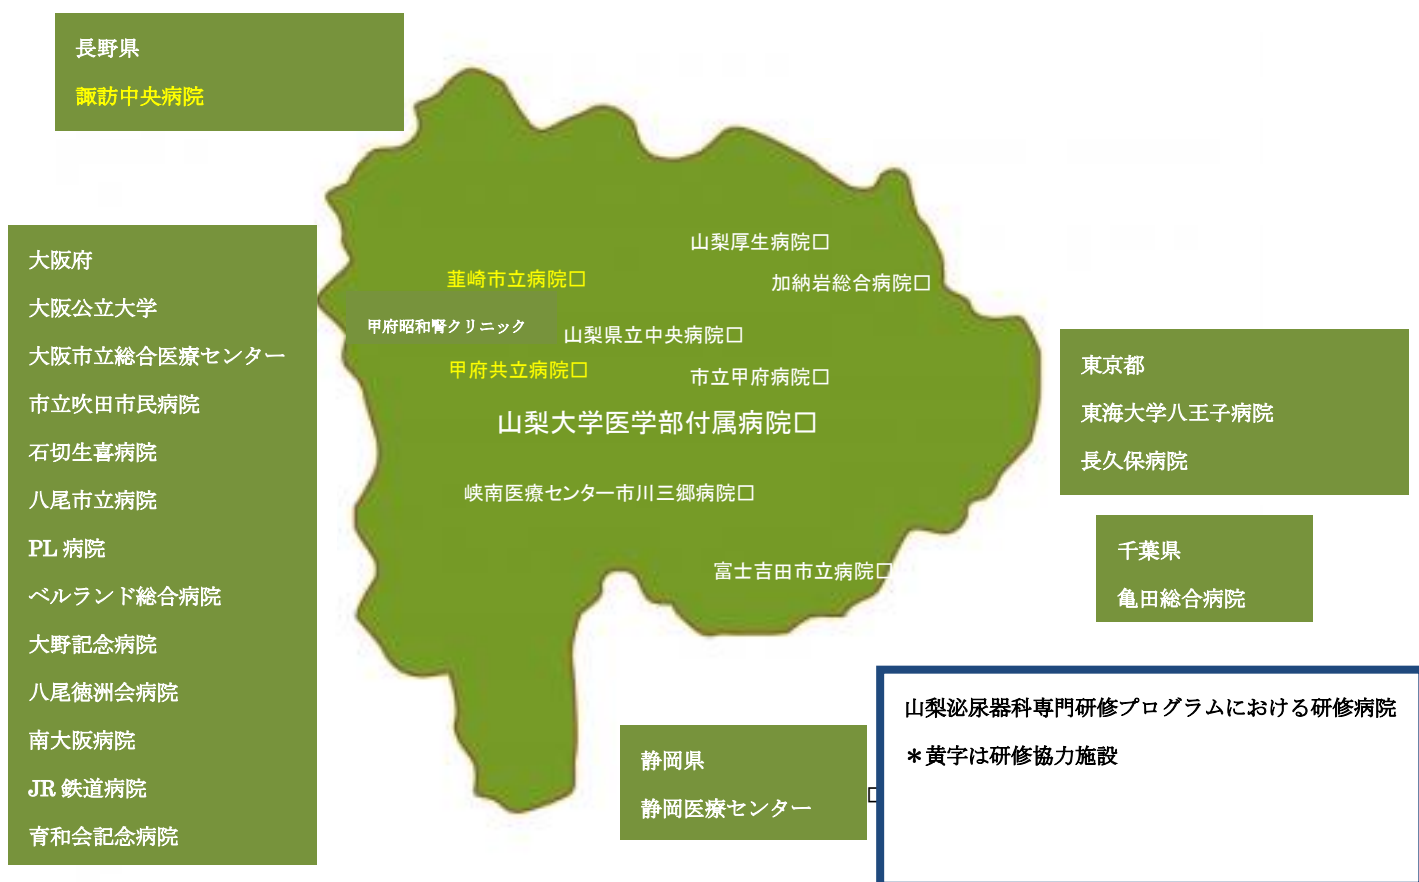 長野県
諏訪中央病院
大阪府
大阪公立大学
大阪市立総合医療センター
市立吹田市民病院
石切生喜病院
八尾市立病院
PL 病院
ベルランド総合病院
大野記念病院
八尾徳洲会病院
南大阪病院
JR 鉄道病院
育和会記念病院
山梨厚生病院□
韮崎市立病院□
加納岩総合病院□
甲府昭和腎クリニック
山梨県立中央病院□
甲府共立病院□
市立甲府病院□
山梨大学医学部付属病院□
峡南医療センター市川三郷病院□
富士吉田市立病院□
東京都
東海大学八王子病院
長久保病院
千葉県
亀田総合病院
静岡県
静岡医療センター
□
山梨泌尿器科専門研修プログラムにおける研修病院
＊黄字は研修協力施設